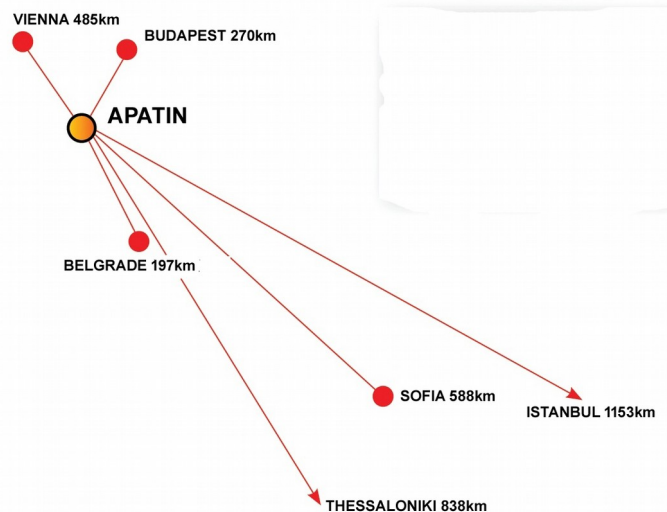 VIENNA 485km
BUDAPEST 270km
APATIN
BELGRADE 197km
SOFIA 588km
ISTANBUL 1153km
THESSALONIKI 838km